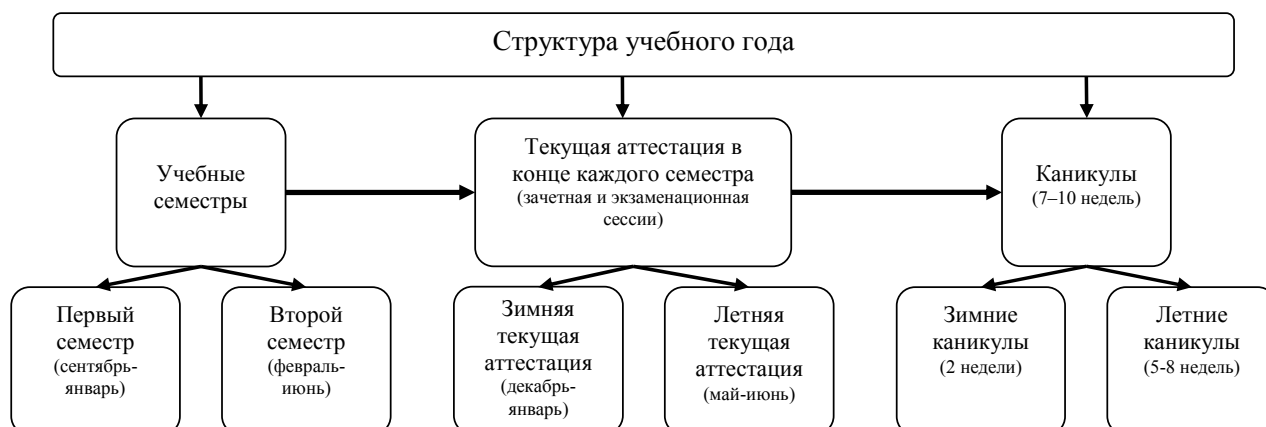 Структура учебного года
Учебные
семестры
Текущая аттестация в
конце каждого семестра
(зачетная и экзаменационная
сессии)
Каникулы
(7–10 недель)
Первый
семестр
(сентябрь-
январь)
Второй
семестр
(февраль-
июнь)
Зимняя
текущая
аттестация
(декабрь-
январь)
Летняя
текущая
аттестация
(май-июнь)
Зимние
каникулы
(2 недели)
Летние
каникулы
(5-8 недель)